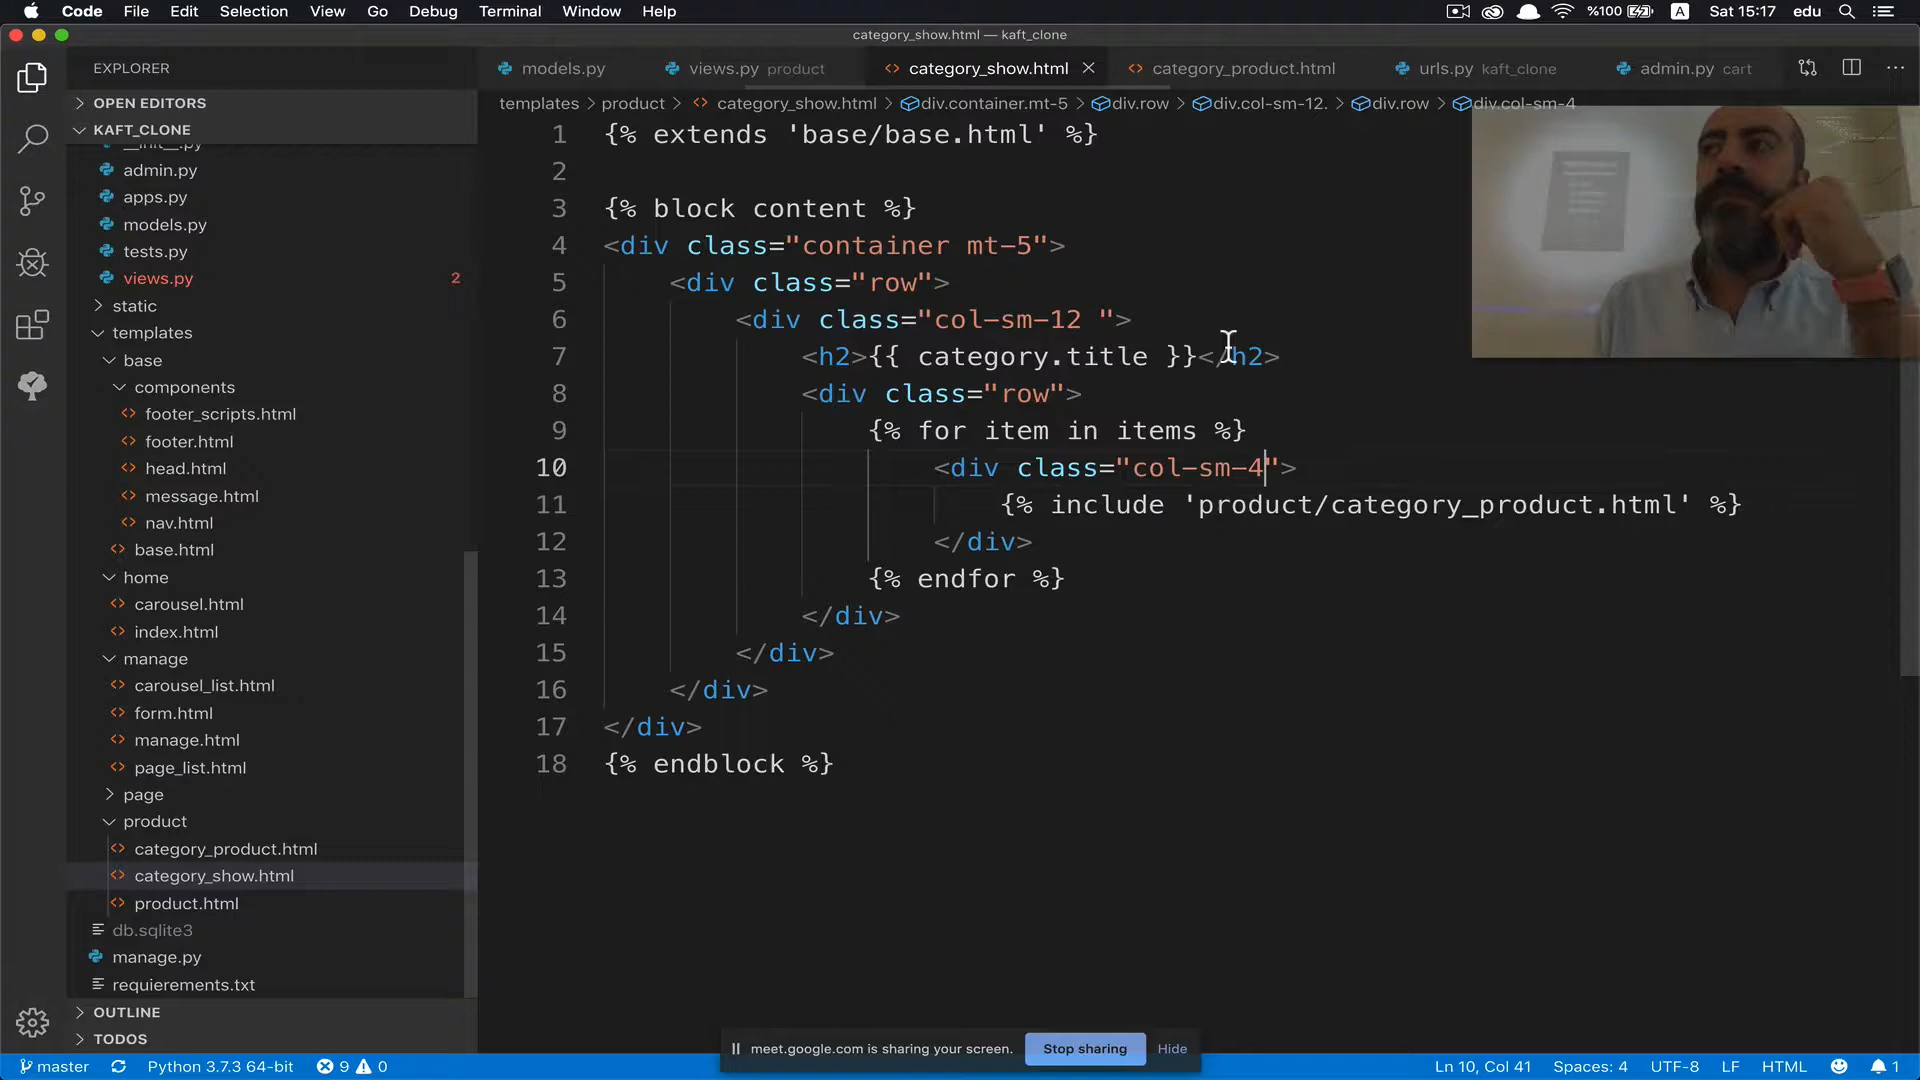 Code File Edit Selection View Go Debug Terminal Window Help
%100 A Sat 15:17 edu
category_show.html — kaft_clone
EXPLORER
models.py
views.py product
category_show.html
category_product.html
urls.py kaft_clone
admin.py cart
OPEN EDITORS
templates > product > category_show.html > div.container.mt-5 > div.row > div.col-sm-12. > div.row > div.col-sm-4
KAFT_CLONE
__init__.py
admin.py
apps.py
models.py
tests.py
views.py 2
static
templates
base
components
footer_scripts.html
footer.html
head.html
message.html
nav.html
base.html
home
carousel.html
index.html
manage
carousel_list.html
form.html
manage.html
page_list.html
page
product
category_product.html
category_show.html
product.html
db.sqlite3
manage.py
requierements.txt
OUTLINE
TODOS
1 {% extends 'base/base.html' %}
2
3 {% block content %}
4 <div class="container mt-5">
5 <div class="row">
6 <div class="col-sm-12 ">
7 <h2>{{ category.title }}</h2>
8 <div class="row">
9 {% for item in items %}
10 <div class="col-sm-4">
11 {% include 'product/category_product.html' %}
12 </div>
13 {% endfor %}
14 </div>
15 </div>
16 </div>
17 </div>
18 {% endblock %}
meet.google.com is sharing your screen. Stop sharing Hide
master Python 3.7.3 64-bit 9 0
Ln 10, Col 41 Spaces: 4 UTF-8 LF HTML 1